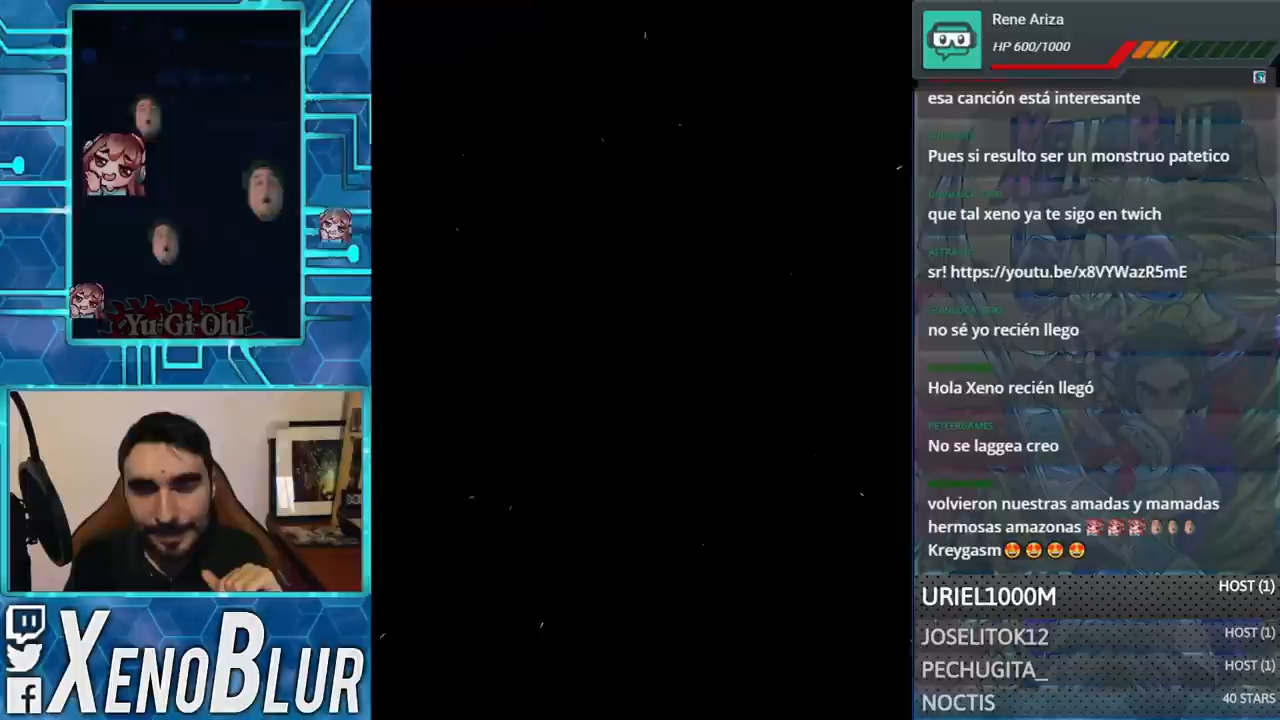 Yu-Gi-Oh!
XENOBLUR
Rene Ariza
HP 600/1000
esa canción está interesante
Pues si resulto ser un monstruo patetico
que tal xeno ya te sigo en twich
sr! https://youtu.be/x8VYWazR5mE
no sé yo recién llego
Hola Xeno recién llegó
PETERGAMES
No se laggea creo
volvieron nuestras amadas y mamadas
hermosas amazonas
Kreygasm 😍😍😍😍
URIEL1000M HOST (1)
JOSELITOK12 HOST (1)
PECHUGITA_ HOST (1)
NOCTIS 40 STARS